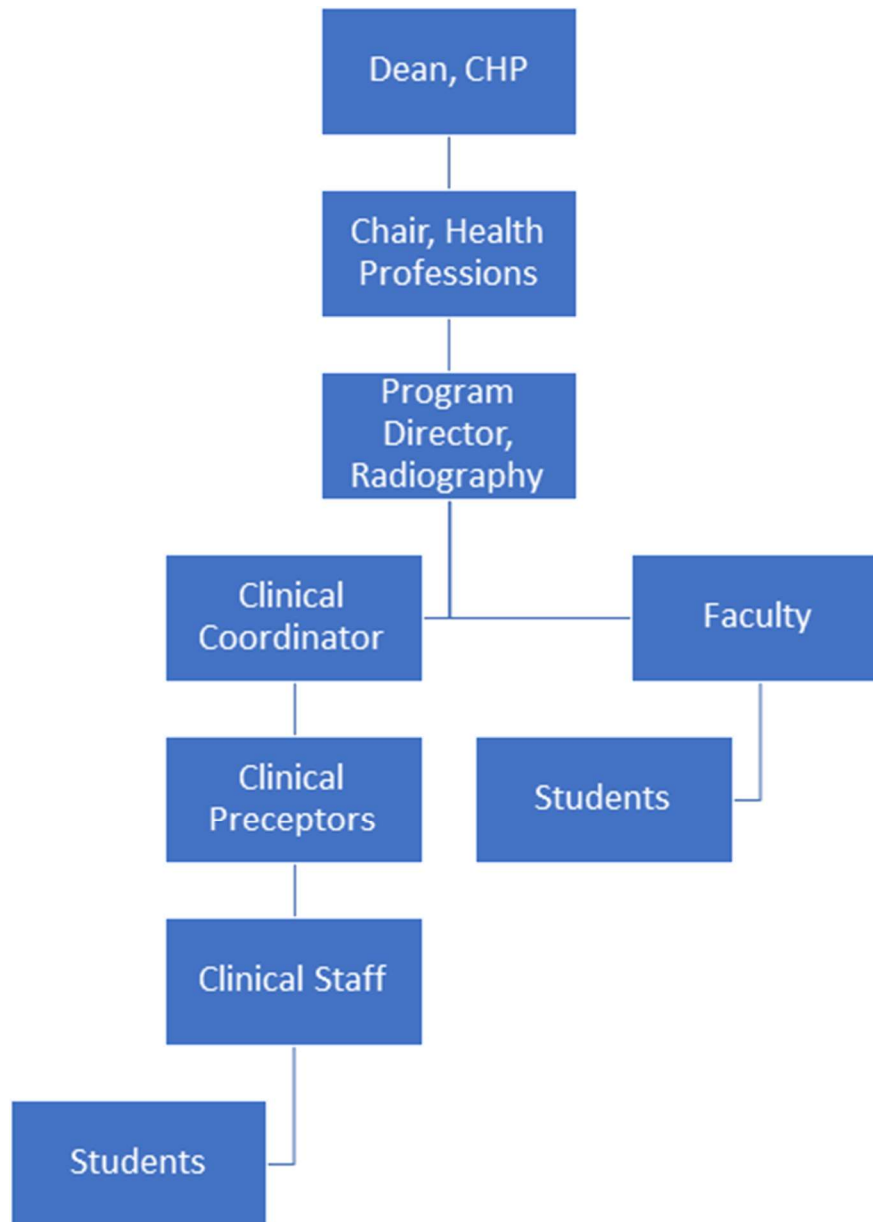 Dean, CHP
Chair, Health
Professions
Program
Director,
Radiography
Clinical
Coordinator
Faculty
Clinical
Preceptors
Students
Clinical Staff
Students